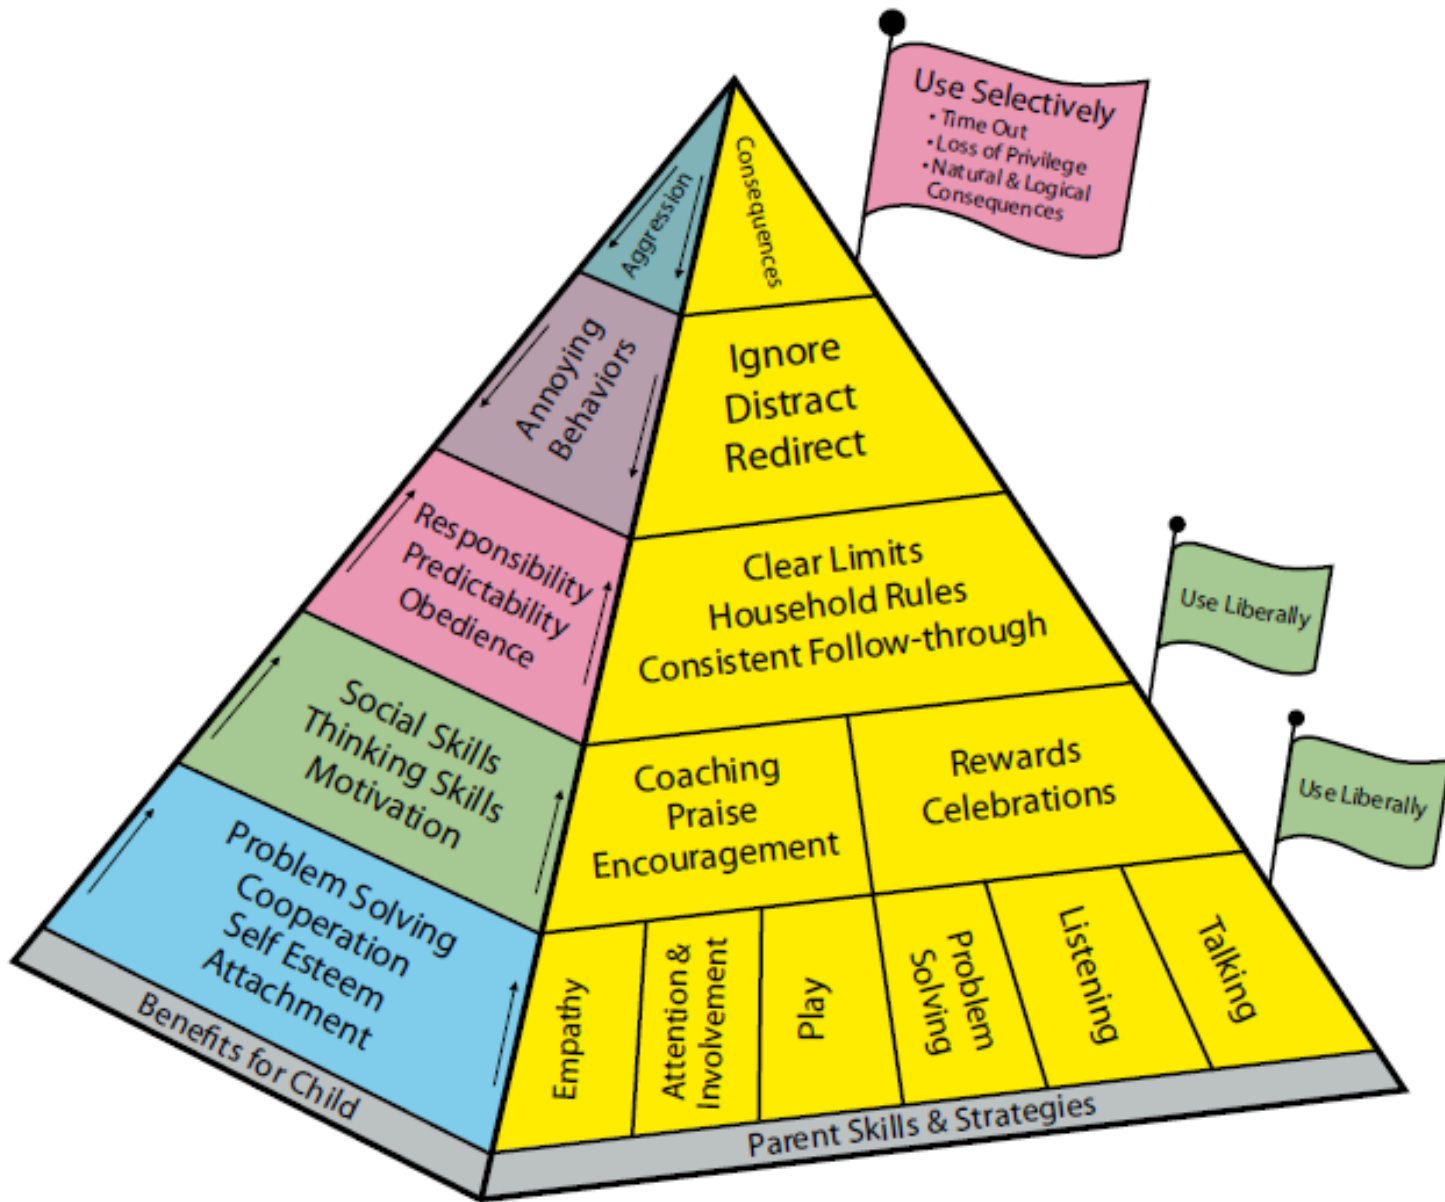 Use Selectively
• Time Out
• Loss of Privilege
• Natural & Logical
Consequences
Aggression
Consequences
Annoying
Behaviors
Ignore
Distract
Redirect
Responsibility
Predictability
Obedience
Clear Limits
Household Rules
Consistent Follow-through
Use Liberally
Social Skills
Thinking Skills
Motivation
Coaching
Praise
Encouragement
Rewards
Celebrations
Use Liberally
Problem Solving
Cooperation
Self Esteem
Attachment
Empathy
Attention &
Involvement
Play
Problem
Solving
Listening
Talking
Benefits for Child
Parent Skills & Strategies